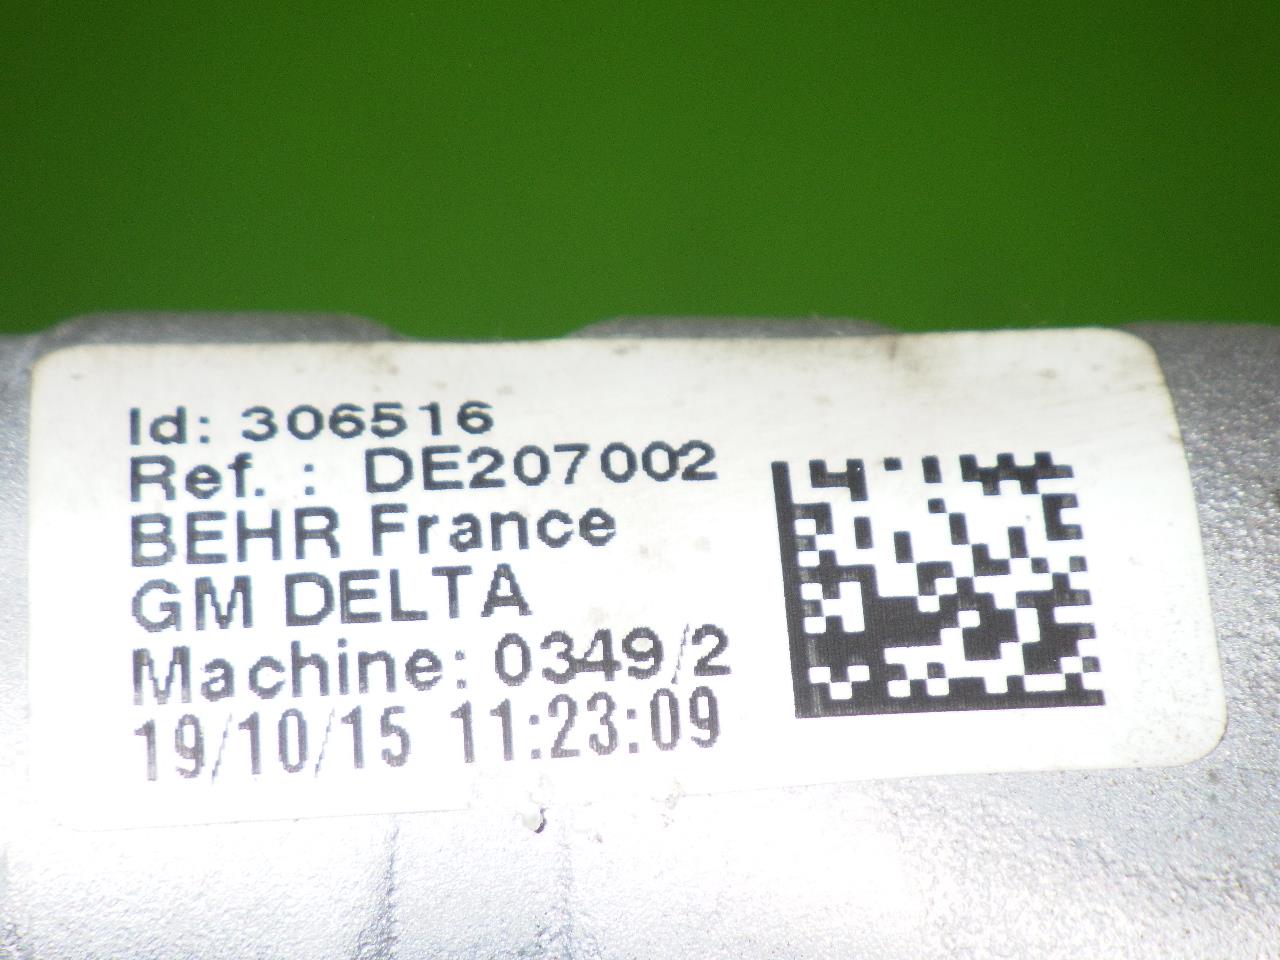 Id: 306516
Ref. : DE207002
BEHR France
GM DELTA
Machine: 0349/2
19/10/15 11:23:09